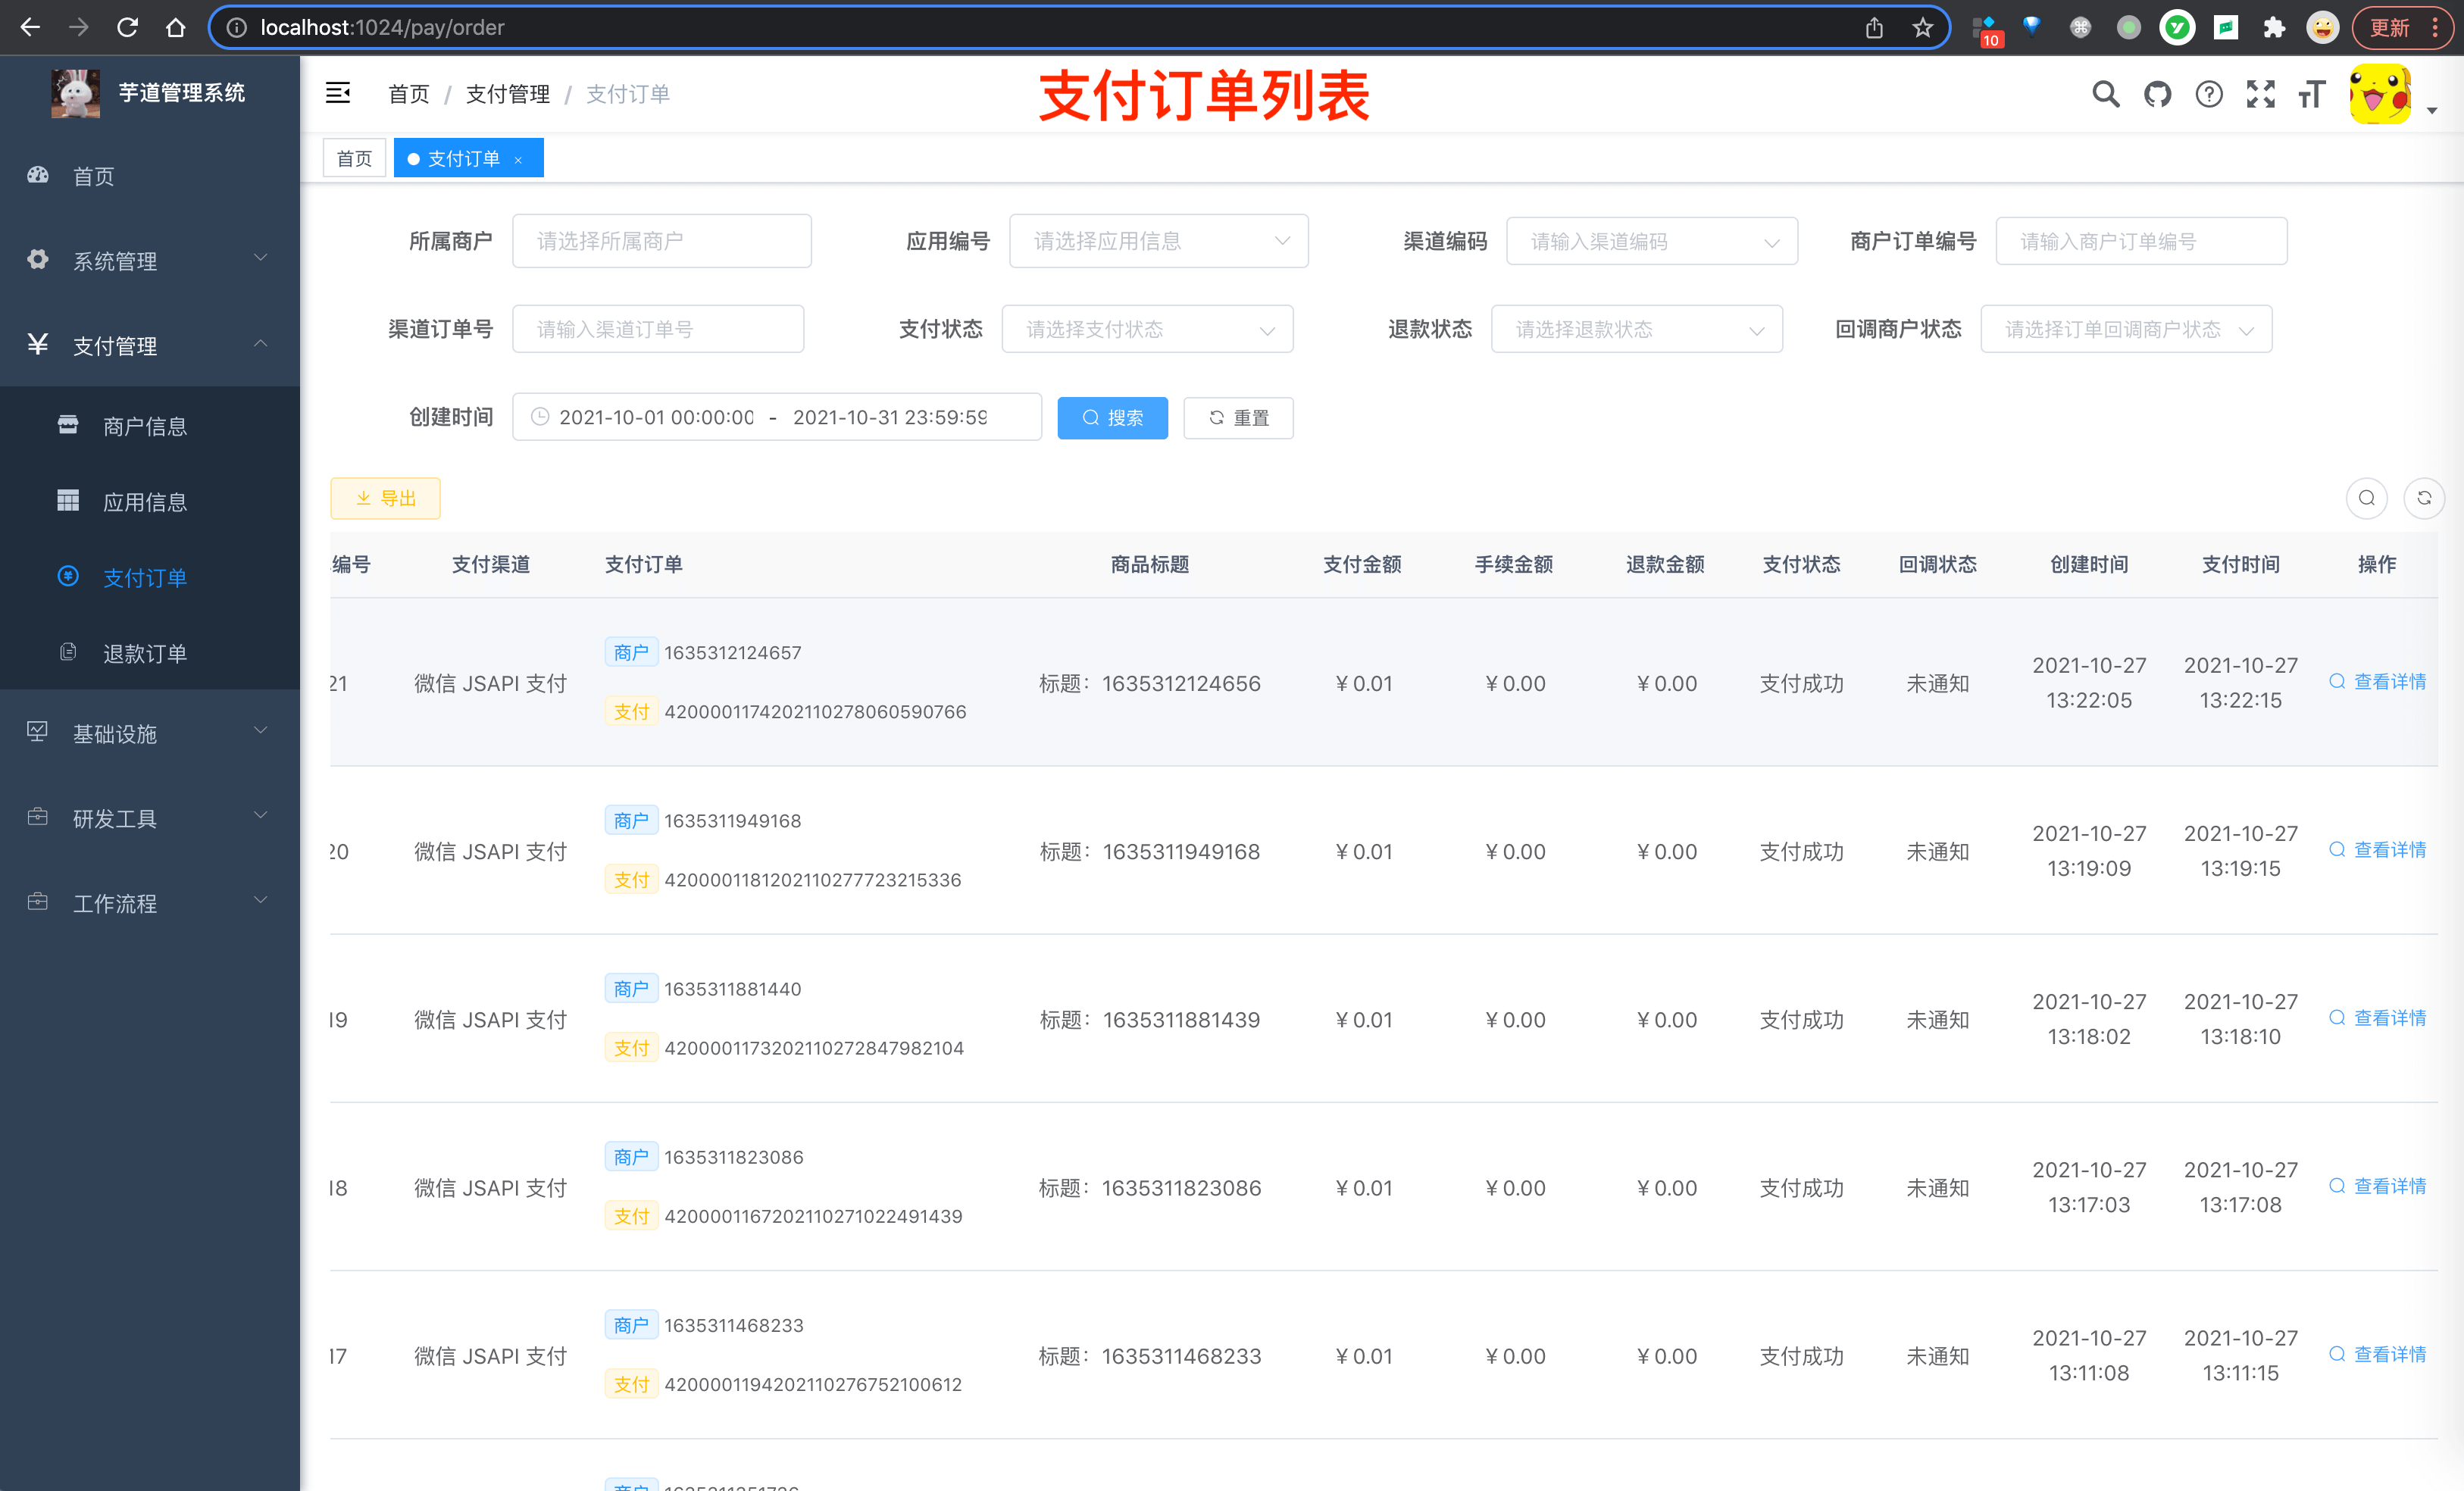 localhost:1024/pay/order
10
更新
芋道管理系统
首页
系统管理
支付管理
商户信息
应用信息
支付订单
退款订单
基础设施
研发工具
工作流程
首页 / 支付管理 / 支付订单
支付订单列表
首页
支付订单 ×
所属商户 请选择所属商户 应用编号 请选择应用信息 渠道编码 请输入渠道编码 商户订单编号 请输入商户订单编号
渠道订单号 请输入渠道订单号 支付状态 请选择支付状态 退款状态 请选择退款状态 回调商户状态 请选择订单回调商户状态
创建时间 2021-10-01 00:00:00 - 2021-10-31 23:59:59 搜索 重置
导出
编号 支付渠道 支付订单 商品标题 支付金额 手续金额 退款金额 支付状态 回调状态 创建时间 支付时间 操作
商户 1635312124657
21 微信 JSAPI 支付 标题：1635312124656 ￥0.01 ￥0.00 ￥0.00 支付成功 未通知 2021-10-27 13:22:05 2021-10-27 13:22:15 查看详情
支付 4200001174202110278060590766
商户 1635311949168
20 微信 JSAPI 支付 标题：1635311949168 ￥0.01 ￥0.00 ￥0.00 支付成功 未通知 2021-10-27 13:19:09 2021-10-27 13:19:15 查看详情
支付 4200001181202110277723215336
商户 1635311881440
19 微信 JSAPI 支付 标题：1635311881439 ￥0.01 ￥0.00 ￥0.00 支付成功 未通知 2021-10-27 13:18:02 2021-10-27 13:18:10 查看详情
支付 4200001173202110272847982104
商户 1635311823086
18 微信 JSAPI 支付 标题：1635311823086 ￥0.01 ￥0.00 ￥0.00 支付成功 未通知 2021-10-27 13:17:03 2021-10-27 13:17:08 查看详情
支付 4200001167202110271022491439
商户 1635311468233
17 微信 JSAPI 支付 标题：1635311468233 ￥0.01 ￥0.00 ￥0.00 支付成功 未通知 2021-10-27 13:11:08 2021-10-27 13:11:15 查看详情
支付 4200001194202110276752100612
商户